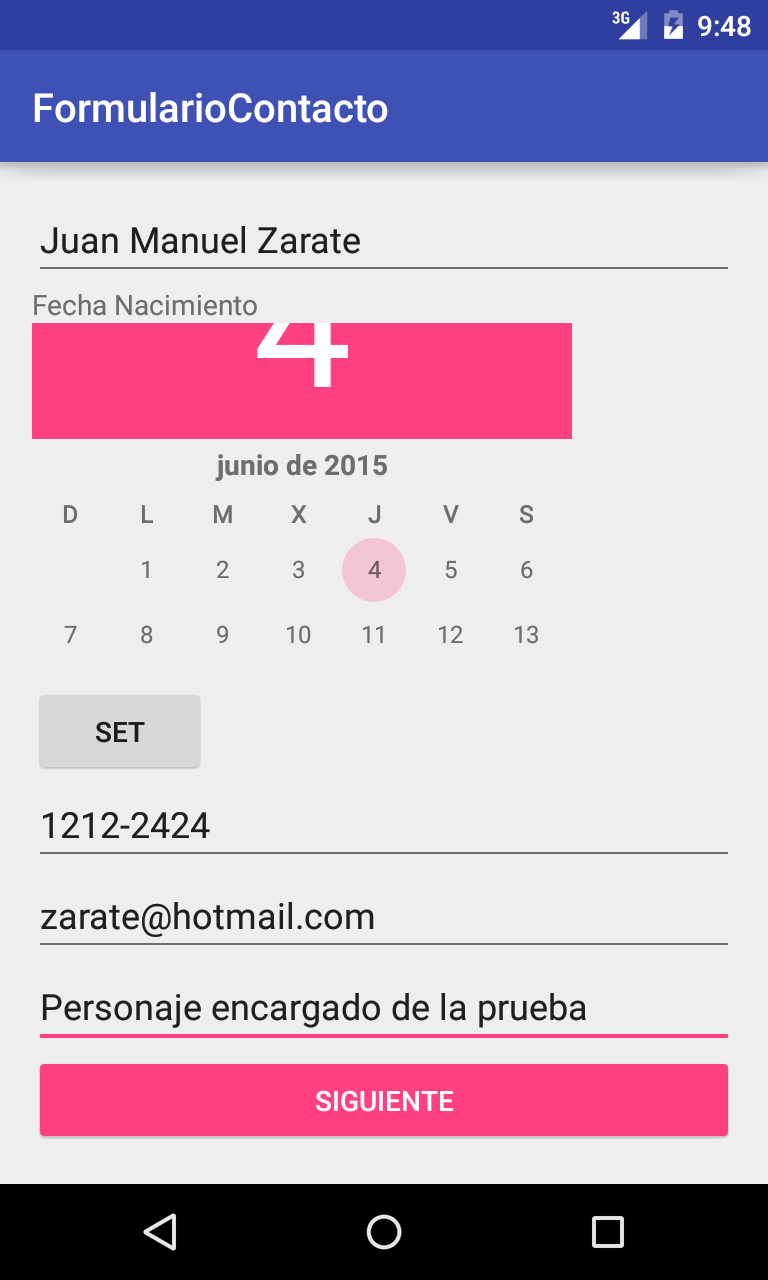 3G 9:48
FormularioContacto
Juan Manuel Zarate
Fecha Nacimiento
4
junio de 2015
D L M X J V S
1 2 3 4 5 6
7 8 9 10 11 12 13
SET
1212-2424
zarate@hotmail.com
Personaje encargado de la prueba
SIGUIENTE